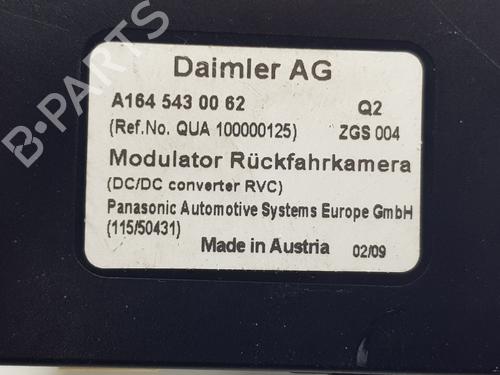 Daimler AG
A164 543 00 62 Q2
(Ref.No. QUA 100000125) ZGS 004
Modulator Rückfahrkamera
(DC/DC converter RVC)
Panasonic Automotive Systems Europe GmbH
(115/50431)
Made in Austria 02/09
B-PARTS